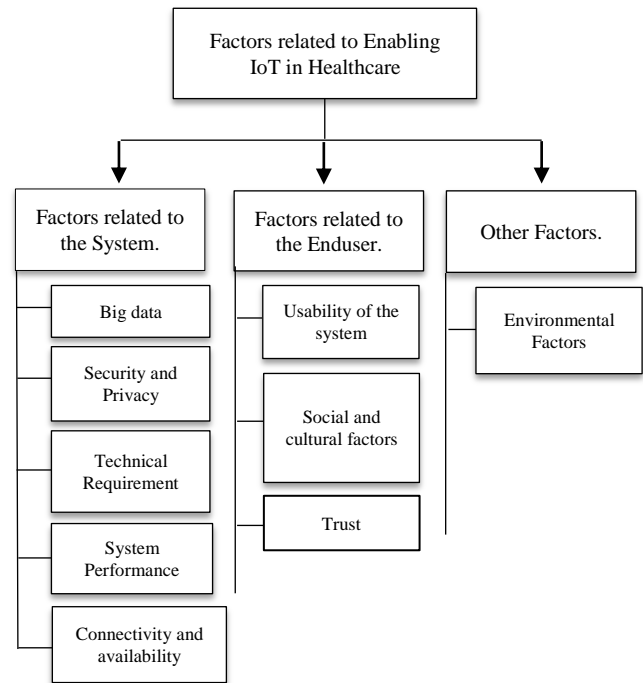 Factors related to Enabling
IoT in Healthcare
Factors related to
the System.
Big data
Security and
Privacy
Technical
Requirement
System
Performance
Connectivity and
availability
Factors related to
the Enduser.
Usability of the
system
Social and
cultural factors
Trust
Other Factors.
Environmental
Factors